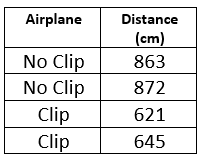 Airplane Distance
(cm)
No Clip 863
No Clip 872
Clip 621
Clip 645